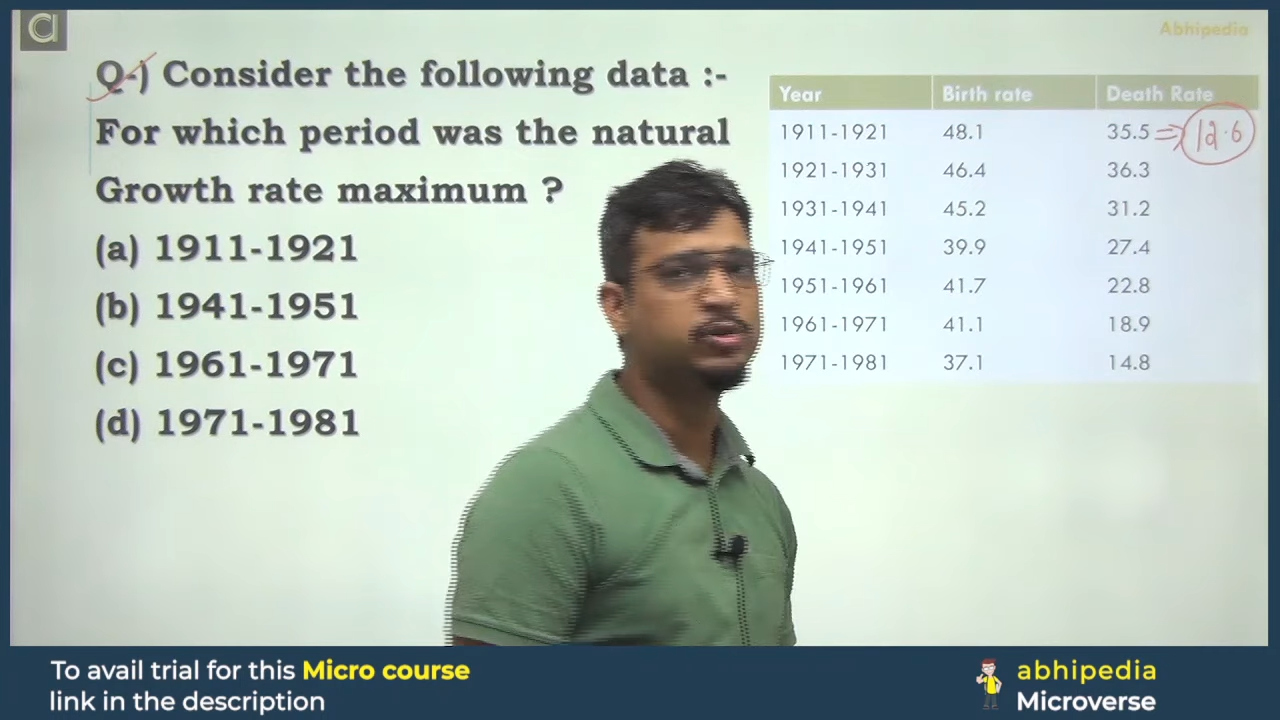 Abhipedia
Q-) Consider the following data :-
For which period was the natural
Growth rate maximum ?
(a) 1911-1921
(b) 1941-1951
(c) 1961-1971
(d) 1971-1981
Year Birth rate Death Rate
1911-1921 48.1 35.5 ⇒ 12.6
1921-1931 46.4 36.3
1931-1941 45.2 31.2
1941-1951 39.9 27.4
1951-1961 41.7 22.8
1961-1971 41.1 18.9
1971-1981 37.1 14.8
To avail trial for this Micro course
link in the description
abhipedia
Microverse